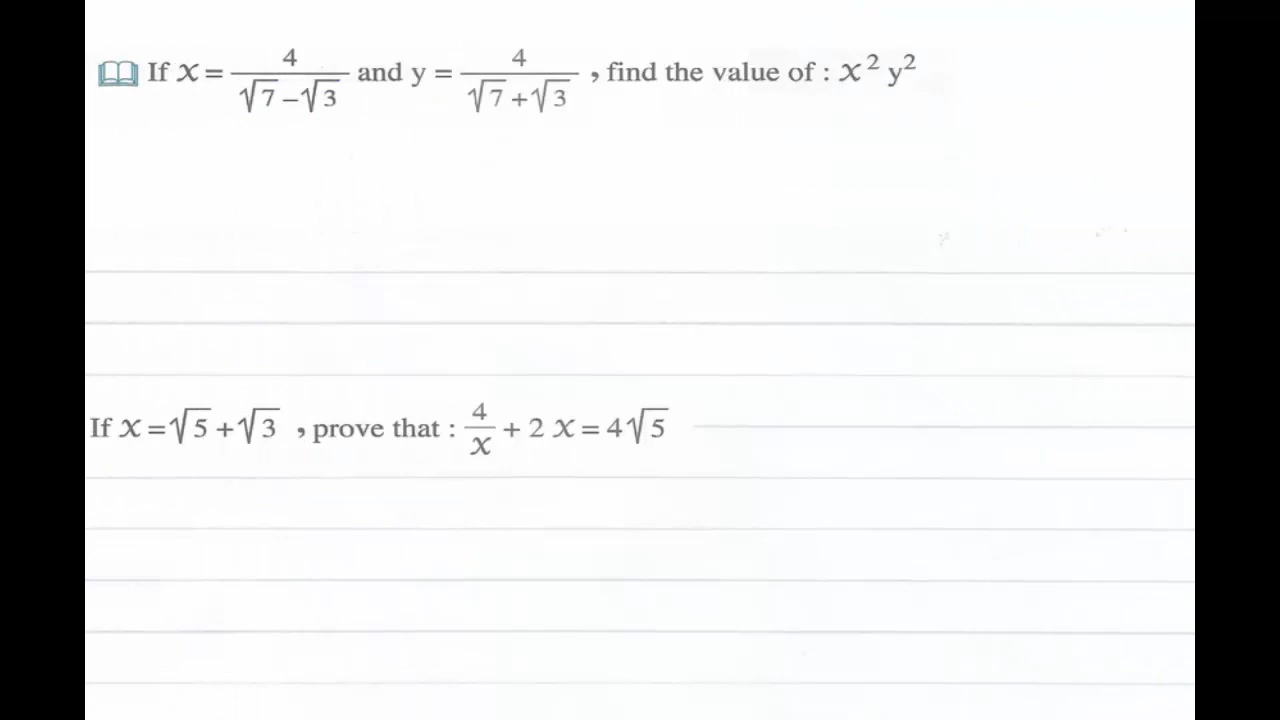 If x = 4/(√7 – √3) and y = 4/(√7 + √3) , find the value of : x² y²
If x = √5 + √3 , prove that : 4/x + 2 x = 4√5